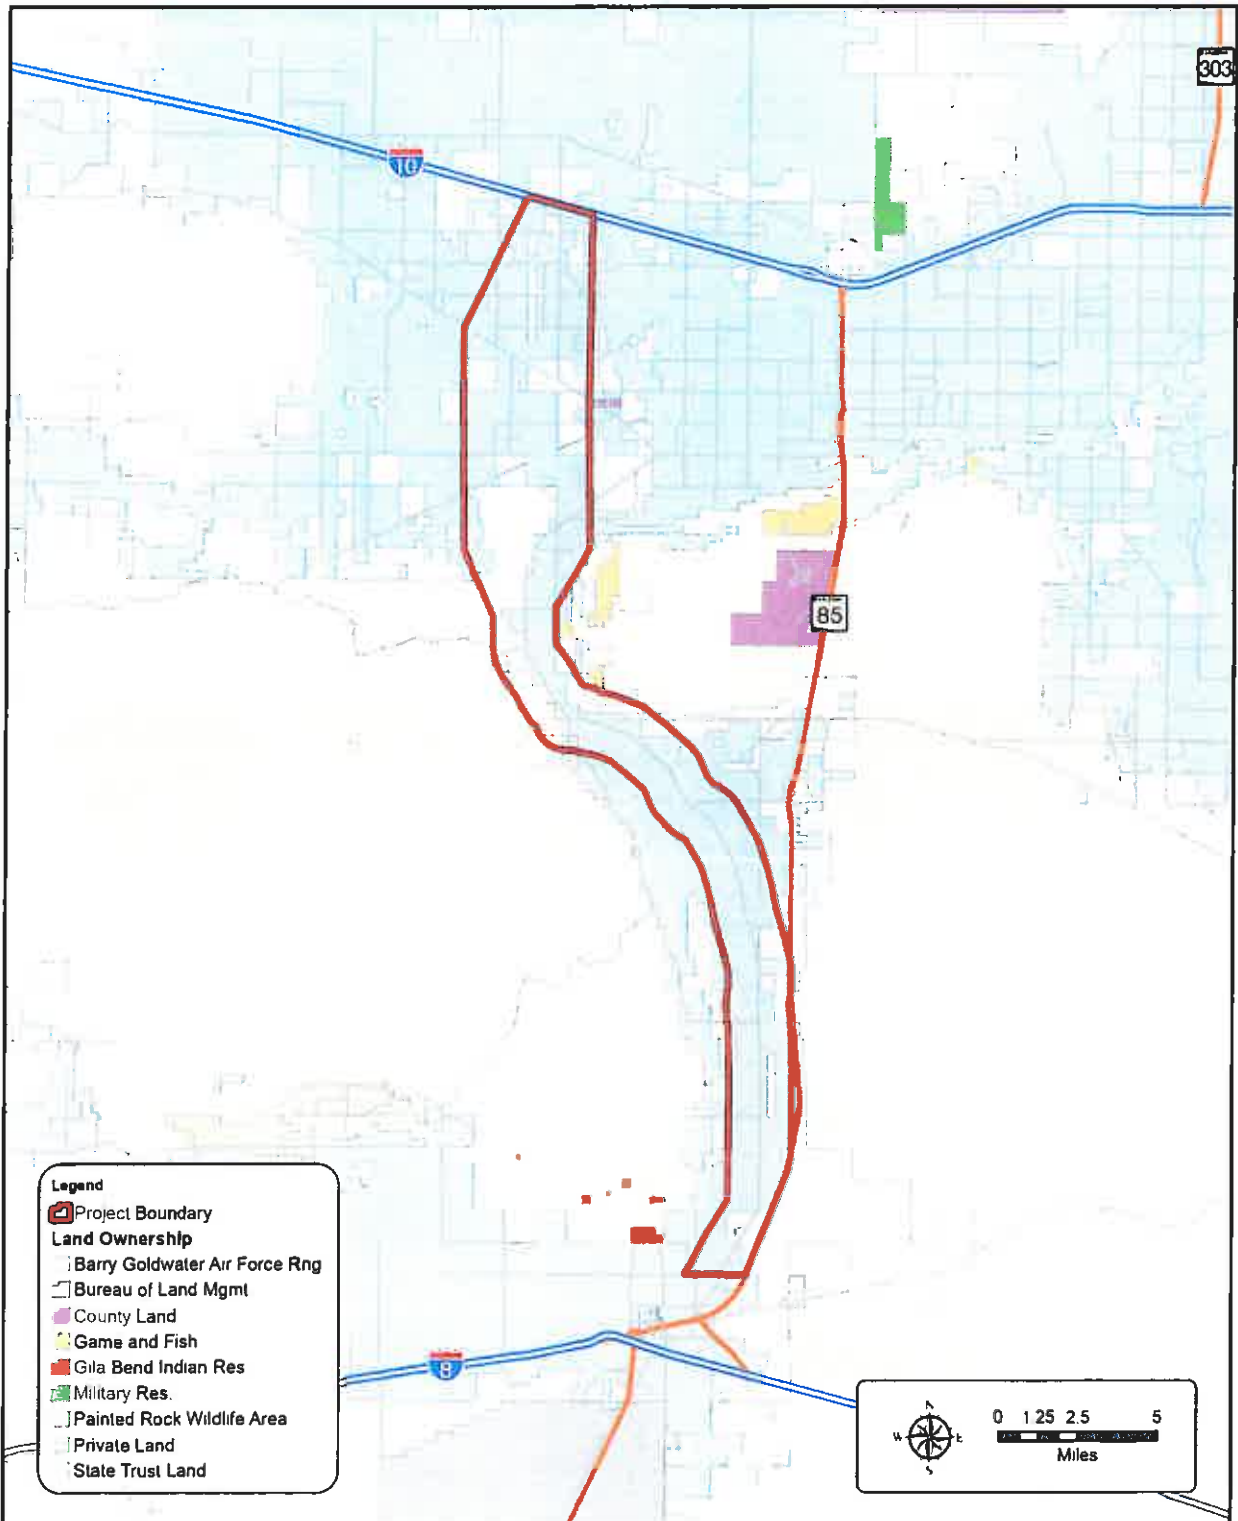 303
10
85
Legend
Project Boundary
Land Ownership
Barry Goldwater Air Force Rng
Bureau of Land Mgmt
County Land
Game and Fish
Gila Bend Indian Res
Military Res.
Painted Rock Wildlife Area
Private Land
State Trust Land
8
N
W E
S
0 1.25 2.5 5
Miles